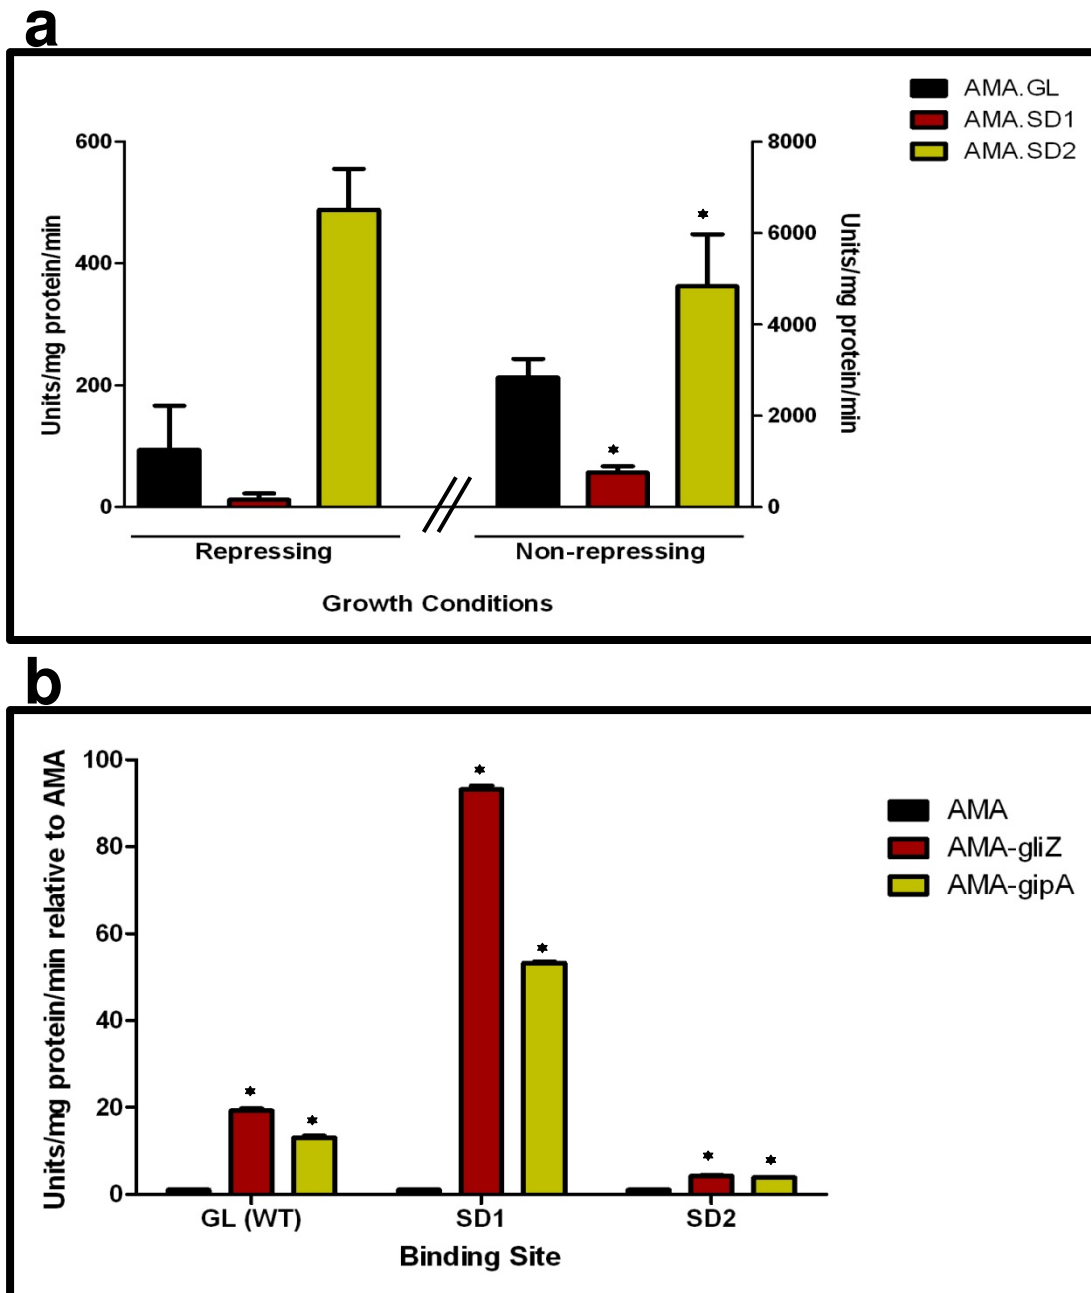 a
AMA.GL
AMA.SD1
AMA.SD2
600
400
200
0
Units/mg protein/min
8000
6000
4000
2000
0
Units/mg protein/min
*
*
Repressing
Non-repressing
Growth Conditions
b
100
80
60
40
20
0
Units/mg protein/min relative to AMA
AMA
AMA-gliZ
AMA-gipA
*
*
*
*
*
*
GL (WT)
SD1
SD2
Binding Site